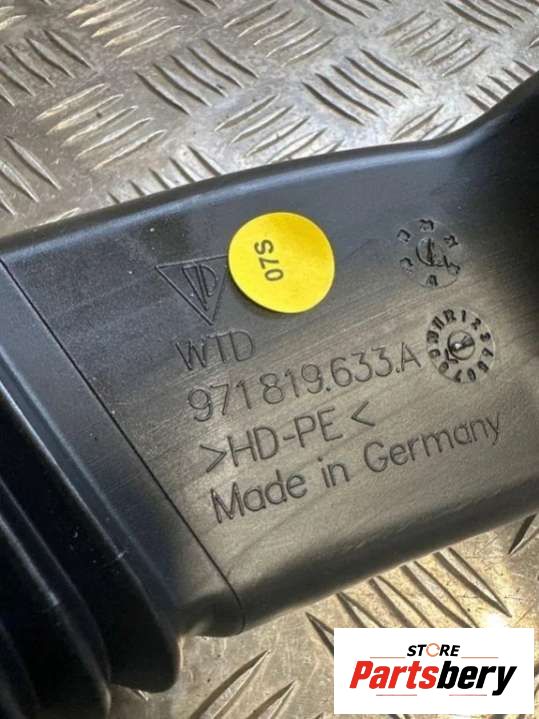 07S
WTD
971 819.633.A
>HD-PE<
Made in Germany
STORE
Partsbery